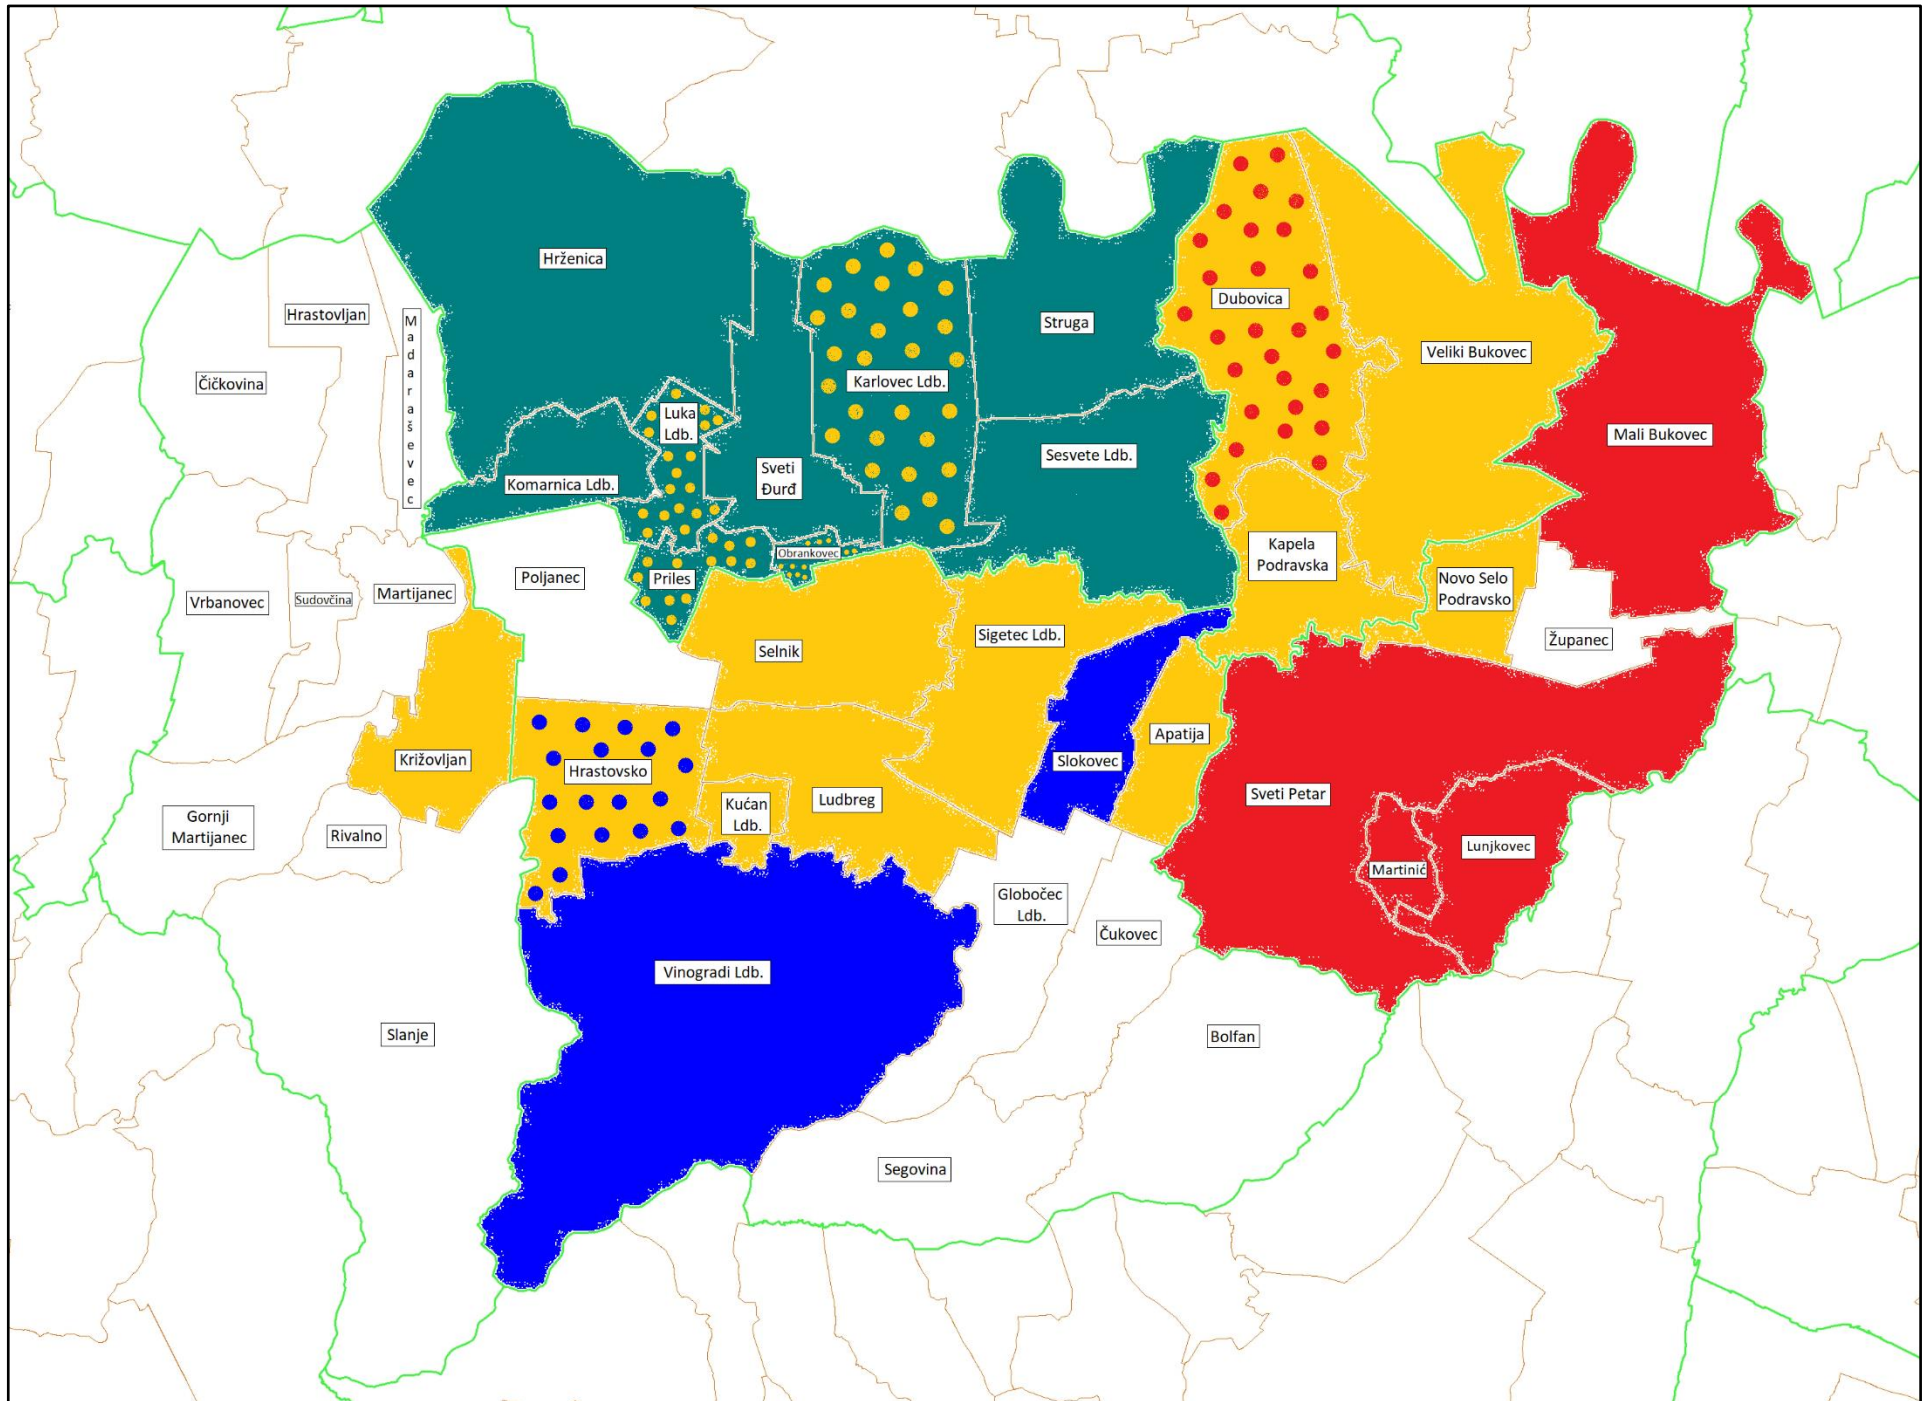 Hrženica
Hrastovljan
Madaraševec
Struga
Dubovica
Veliki Bukovec
Čičkovina
Karlovec Ldb.
Luka
Ldb.
Mali Bukovec
Sesvete Ldb.
Sveti
Đurđ
Komarnica Ldb.
Obrankovec
Kapela
Podravska
Poljanec
Priles
Novo Selo
Podravsko
Martijanec
Vrbanovec
Sudovčina
Sigetec Ldb.
Županec
Selnik
Apatija
Križovljan
Slokovec
Hrastovsko
Sveti Petar
Ludbreg
Kućan
Ldb.
Gornji
Martijanec
Rivalno
Lunjkovec
Martinić
Globočec
Ldb.
Čukovec
Vinogradi Ldb.
Slanje
Bolfan
Segovina